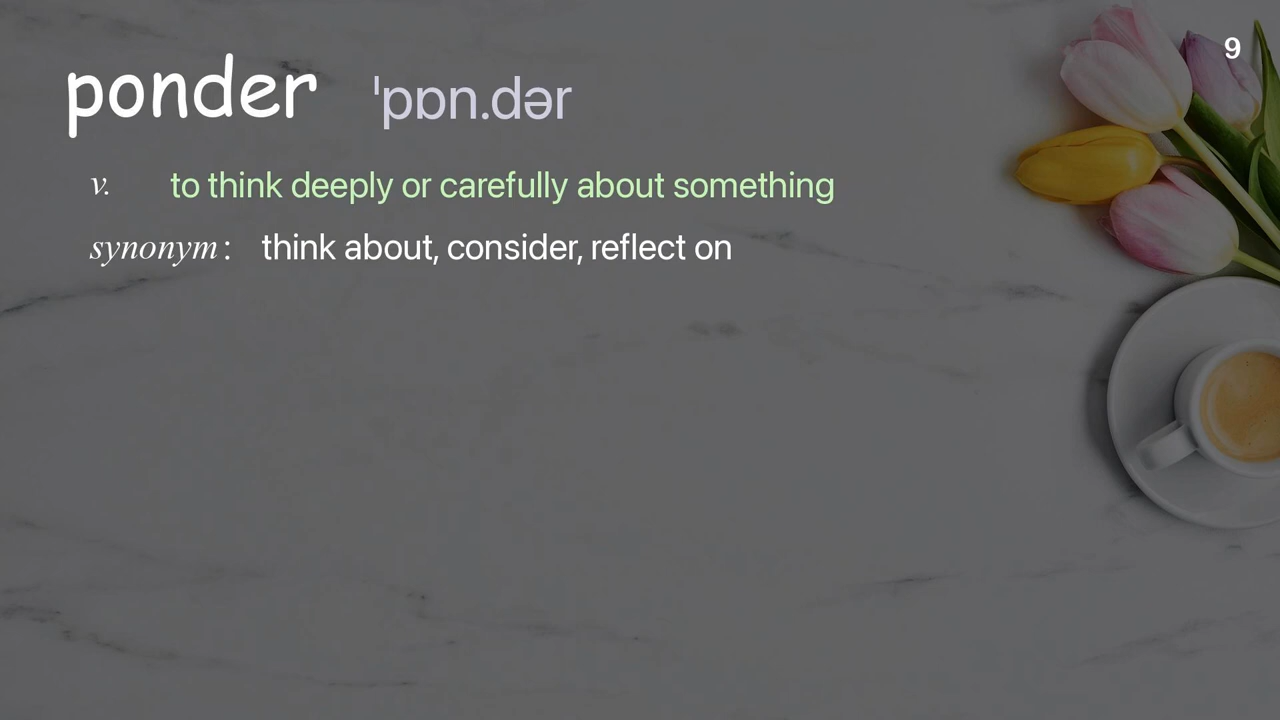 9
ponder ˈpɒn.dər
v. to think deeply or carefully about something
synonym: think about, consider, reflect on